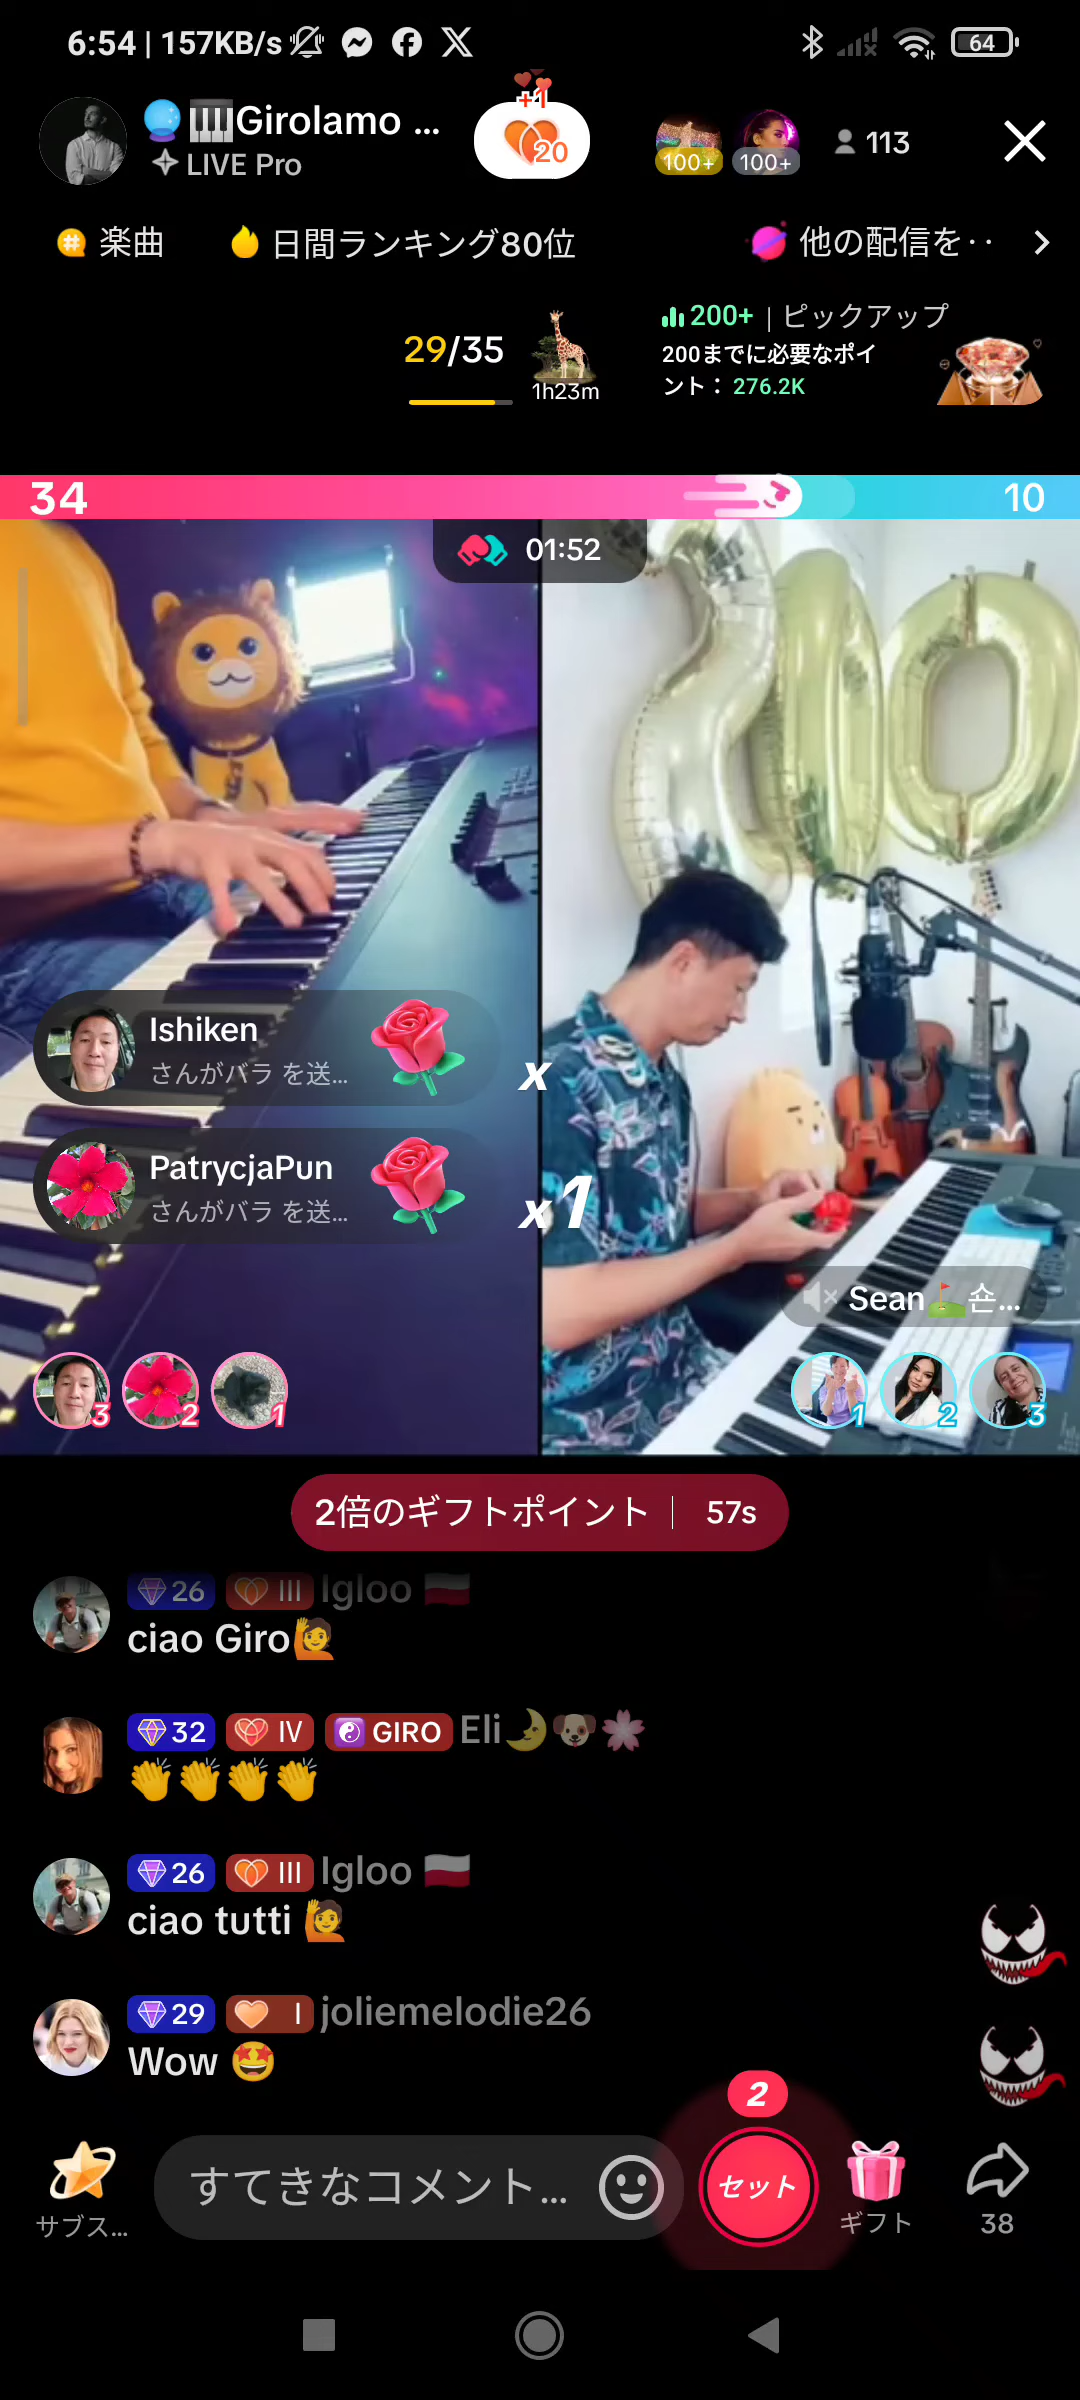 6:54 | 157KB/s
64
Girolamo ...
LIVE Pro
+1
20
100+
100+
113
楽曲
日間ランキング80位
他の配信を‥
29/35
1h23m
200+ | ピックアップ
200までに必要なポイ
ント： 276.2K
34
10
01:52
210
Ishiken
さんがバラ を送...
x
PatrycjaPun
さんがバラ を送...
x1
Sean⛳숀...
3
2
1
1
2
3
2倍のギフトポイント | 57s
26 III Igloo 🇵🇱
ciao Giro🙋
32 IV GIRO Eli🌛🐶🌸
👏👏👏👏
26 III Igloo 🇵🇱
ciao tutti 🙋
29 I joliemelodie26
Wow 🤩
2
サブス...
すてきなコメント...
セット
ギフト
38